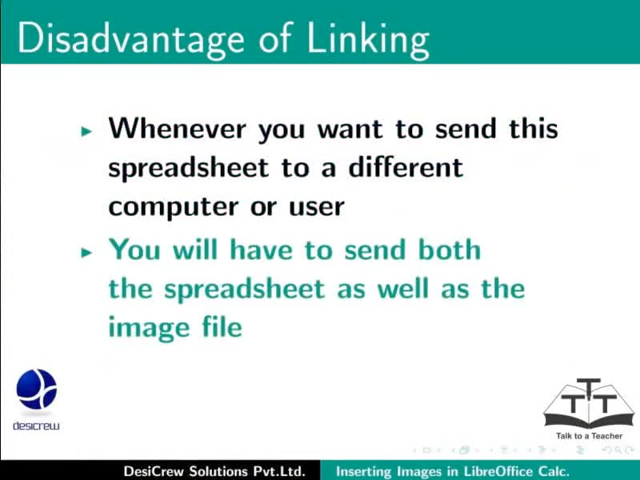 Disadvantage of Linking
Whenever you want to send this
spreadsheet to a different
computer or user
You will have to send both
the spreadsheet as well as the
image file
desicrew
T T T
Talk to a Teacher
DesiCrew Solutions Pvt.Ltd. Inserting Images in LibreOffice Calc.